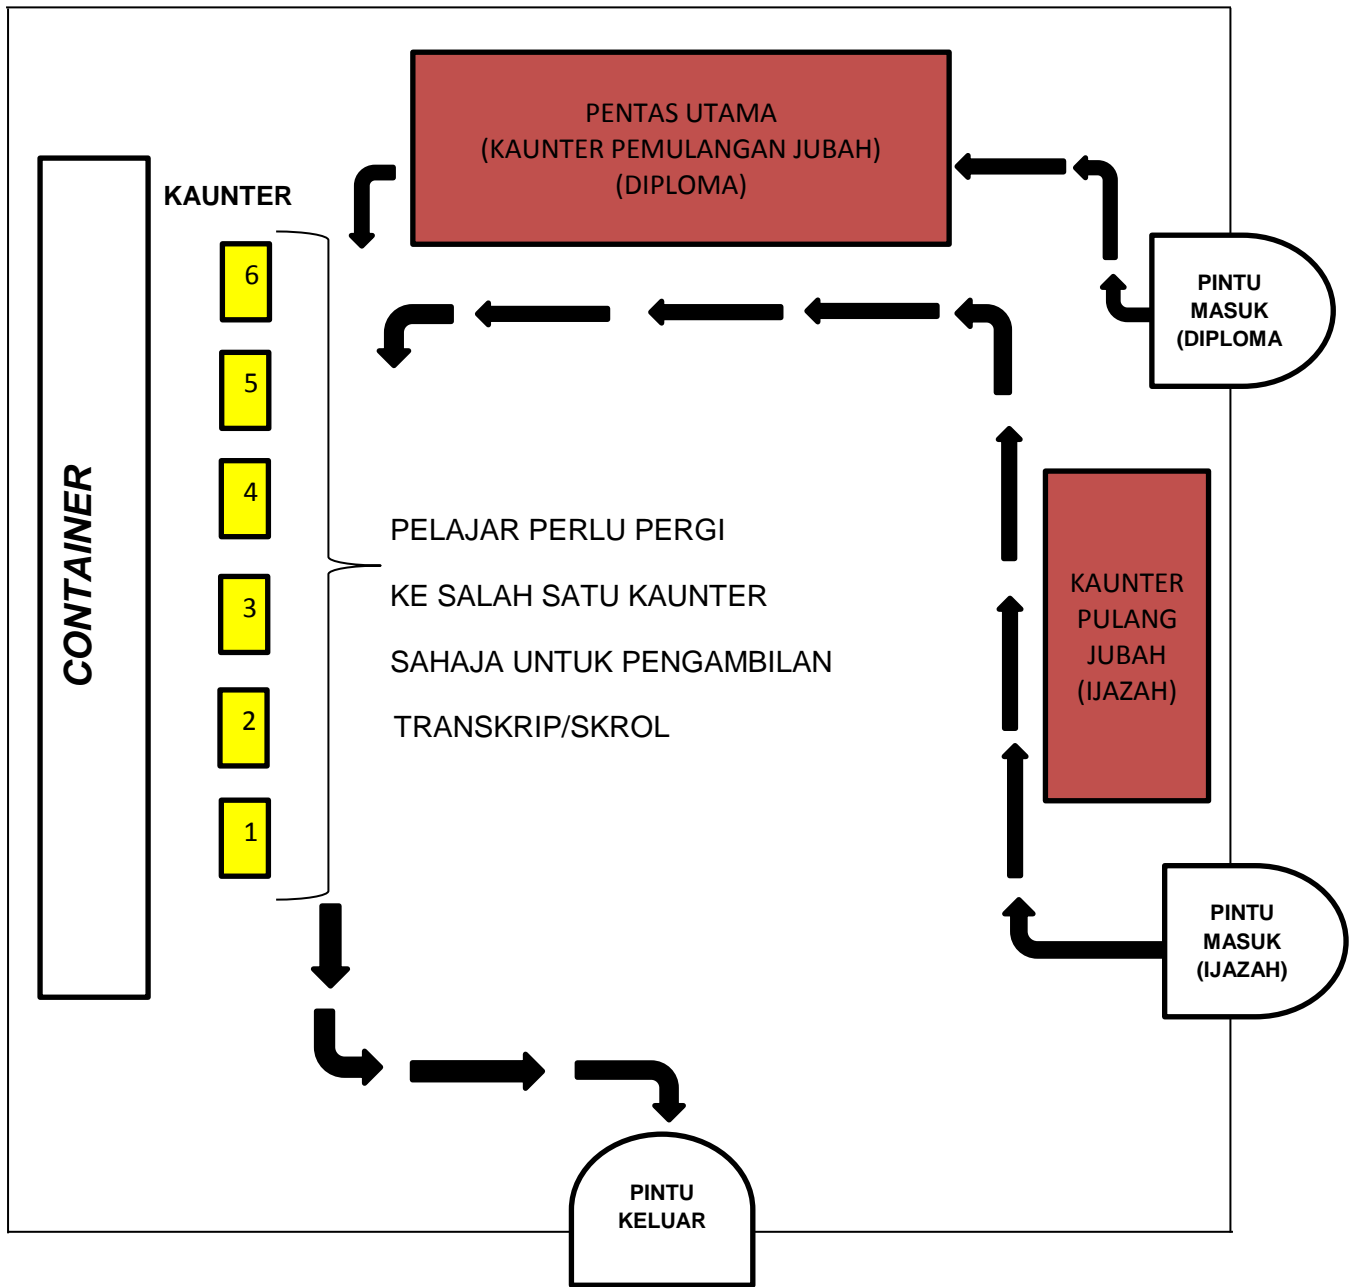 PENTAS UTAMA
(KAUNTER PEMULANGAN JUBAH)
(DIPLOMA)
KAUNTER
6
5
4
3
2
1
CONTAINER
PELAJAR PERLU PERGI
KE SALAH SATU KAUNTER
SAHAJA UNTUK PENGAMBILAN
TRANSKRIP/SKROL
PINTU
MASUK
(DIPLOMA
KAUNTER
PULANG
JUBAH
(IJAZAH)
PINTU
MASUK
(IJAZAH)
PINTU
KELUAR